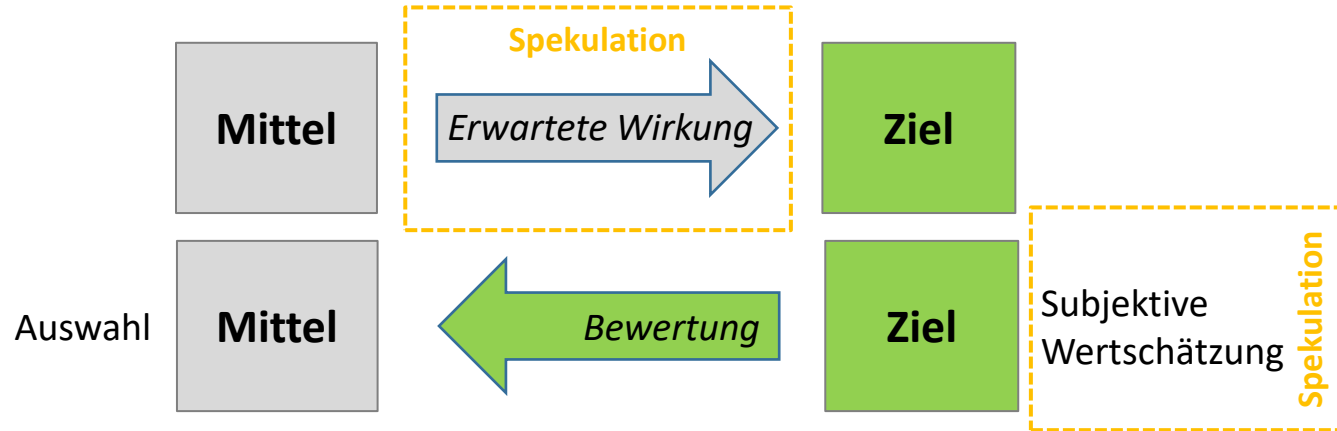 Spekulation
Mittel
Erwartete Wirkung
Ziel
Auswahl
Mittel
Bewertung
Ziel
Subjektive
Wertschätzung
Spekulation